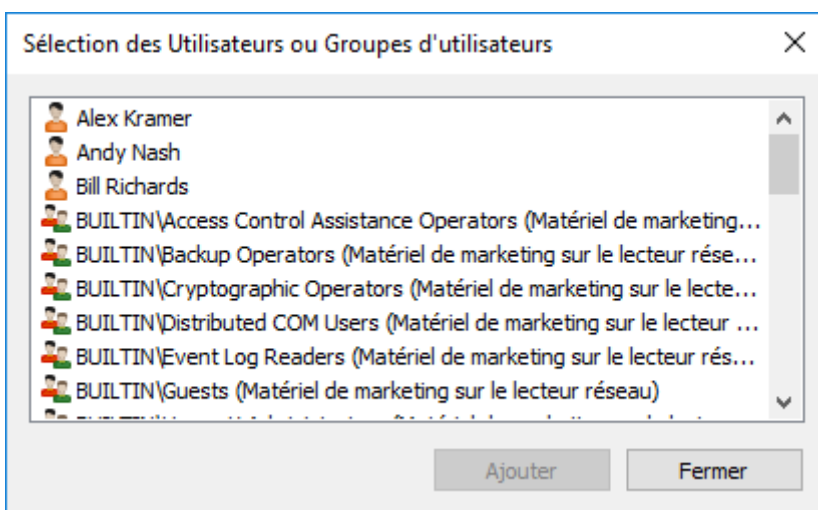 Sélection des Utilisateurs ou Groupes d'utilisateurs
Alex Kramer
Andy Nash
Bill Richards
BUILTIN\Access Control Assistance Operators (Matériel de marketing...
BUILTIN\Backup Operators (Matériel de marketing sur le lecteur rése...
BUILTIN\Cryptographic Operators (Matériel de marketing sur le lecte...
BUILTIN\Distributed COM Users (Matériel de marketing sur le lecteur ...
BUILTIN\Event Log Readers (Matériel de marketing sur le lecteur rés...
BUILTIN\Guests (Matériel de marketing sur le lecteur réseau)
Ajouter Fermer